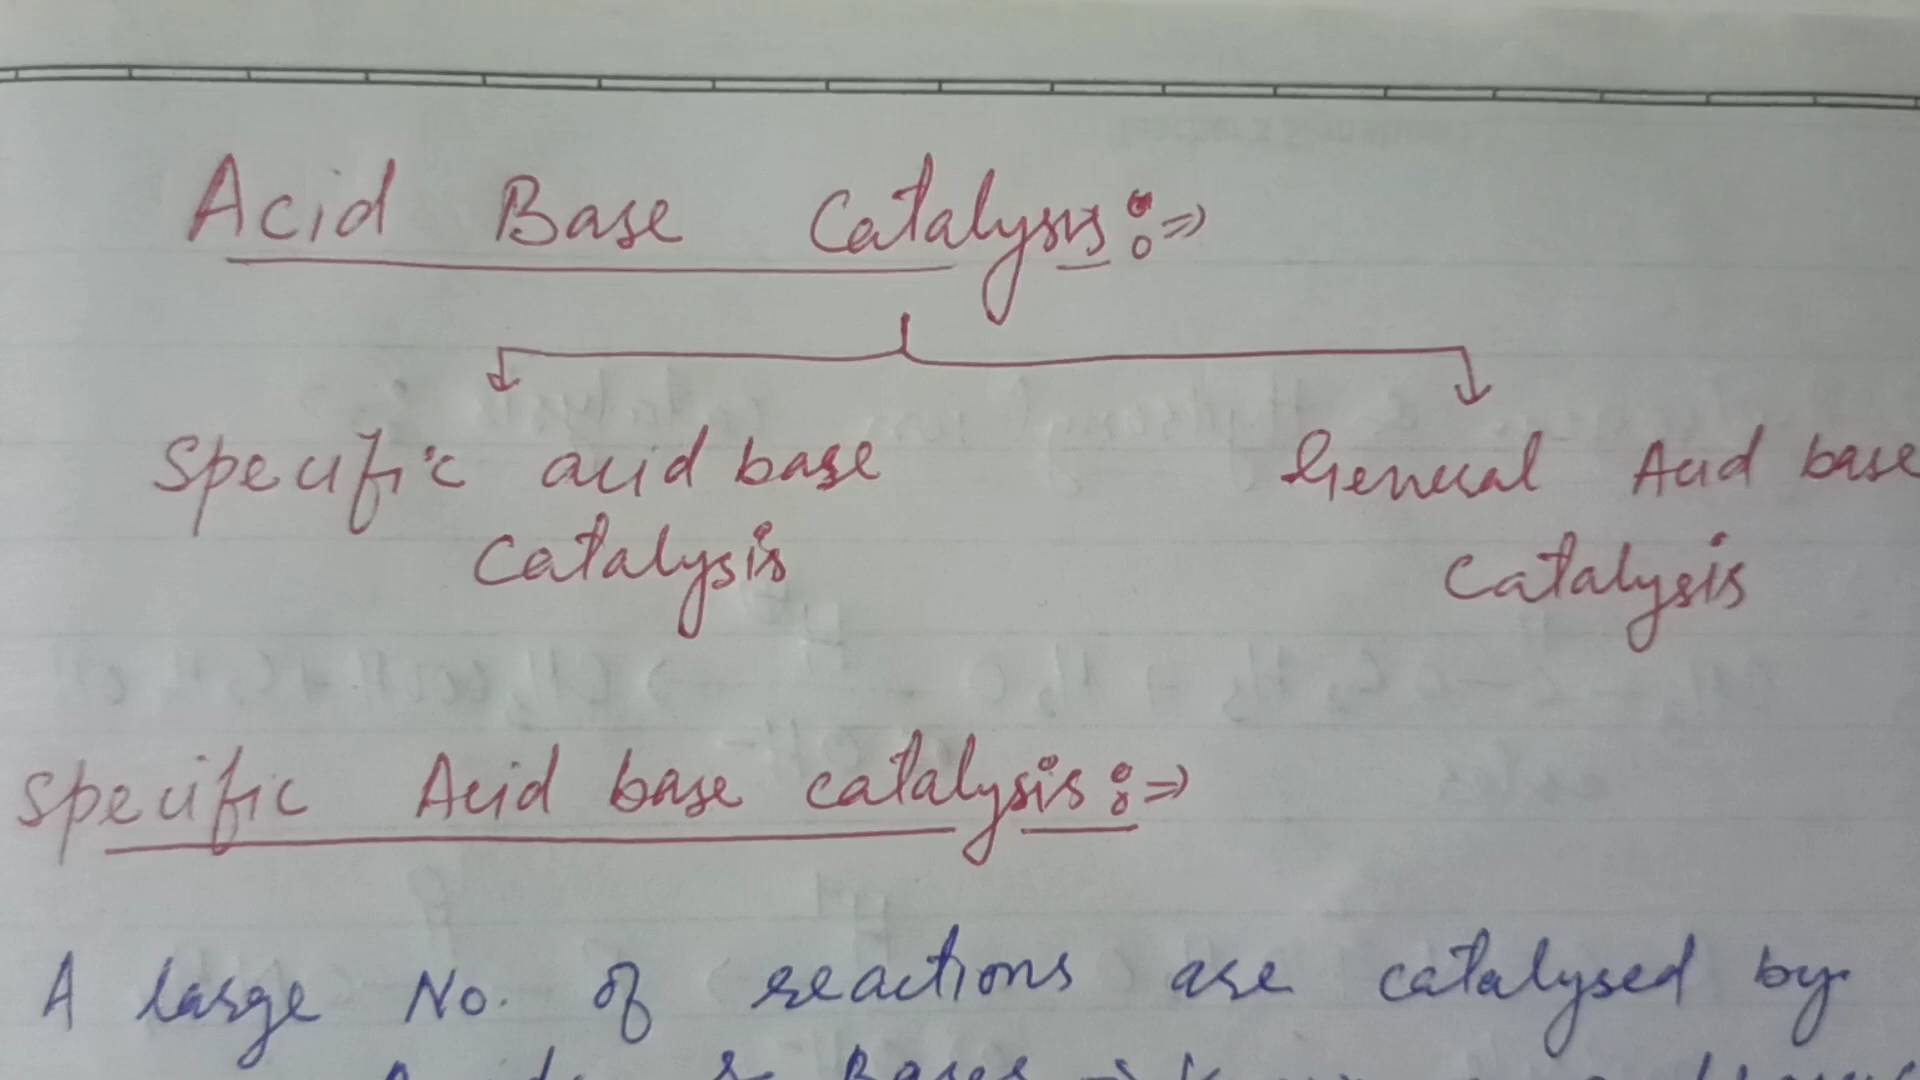 Acid Base Catalysis :⇒
Specific acid base General Acid base
Catalysis Catalysis
Specific Acid base catalysis :⇒
A large No. of reactions are catalysed by
& Bases